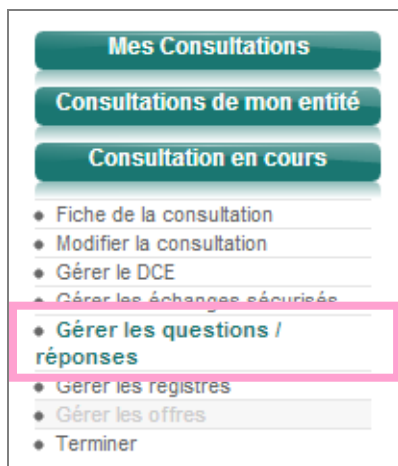 Mes Consultations
Consultations de mon entité
Consultation en cours
Fiche de la consultation
Modifier la consultation
Gérer le DCE
Gérer les échanges sécurisés
Gérer les questions /
réponses
Gérer les registres
Gérer les offres
Terminer